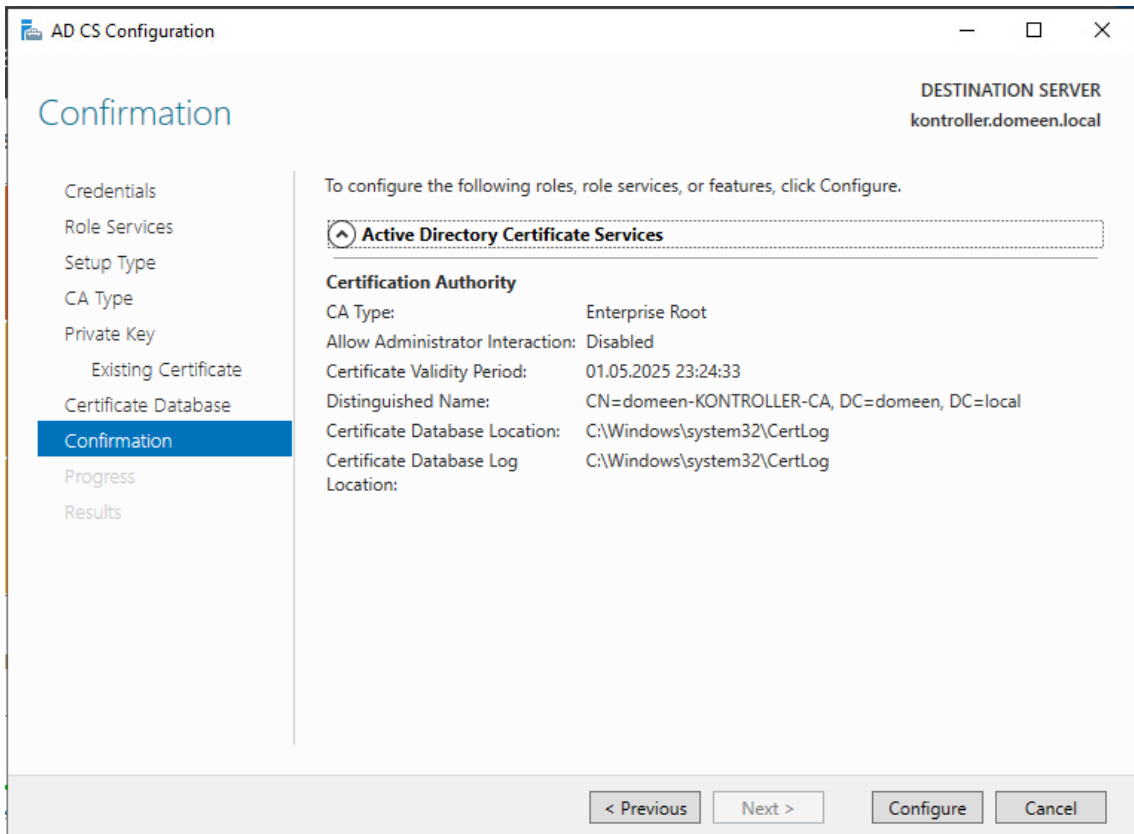 AD CS Configuration
Confirmation
DESTINATION SERVER
kontroller.domeen.local
Credentials
Role Services
Setup Type
CA Type
Private Key
Existing Certificate
Certificate Database
Confirmation
Progress
Results
To configure the following roles, role services, or features, click Configure.
Active Directory Certificate Services
Certification Authority
CA Type: Enterprise Root
Allow Administrator Interaction: Disabled
Certificate Validity Period: 01.05.2025 23:24:33
Distinguished Name: CN=domeen-KONTROLLER-CA, DC=domeen, DC=local
Certificate Database Location: C:\Windows\system32\CertLog
Certificate Database Log C:\Windows\system32\CertLog
Location:
< Previous
Next >
Configure
Cancel